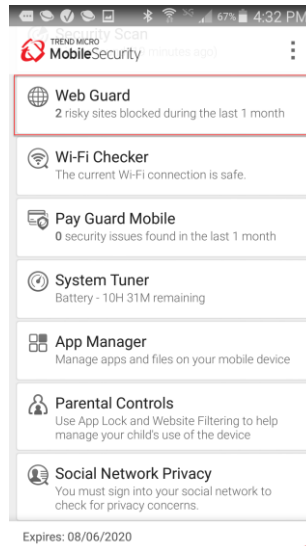 67% 4:32 PM
Security Scan
TREND MICRO
MobileSecurity
minutes ago)
Web Guard
2 risky sites blocked during the last 1 month
Wi-Fi Checker
The current Wi-Fi connection is safe.
Pay Guard Mobile
0 security issues found in the last 1 month
System Tuner
Battery - 10H 31M remaining
App Manager
Manage apps and files on your mobile device
Parental Controls
Use App Lock and Website Filtering to help
manage your child's use of the device
Social Network Privacy
You must sign into your social network to
check for privacy concerns.
Expires: 08/06/2020